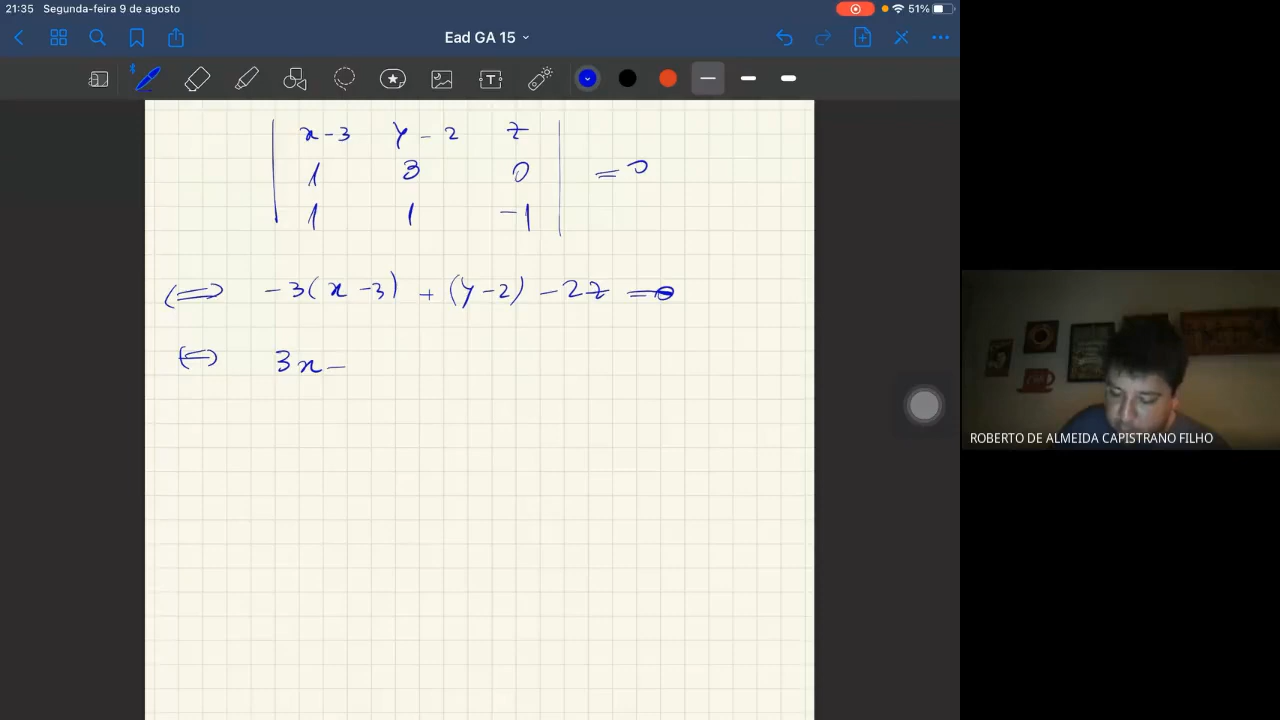 21:35 Segunda-feira 9 de agosto
51%
Ead GA 15
T
x-3 y-2 z
1 3 0 =0
1 1 -1
⟺ -3(x-3) + (y-2) -2z =0
⟺ 3x-
ROBERTO DE ALMEIDA CAPISTRANO FILHO